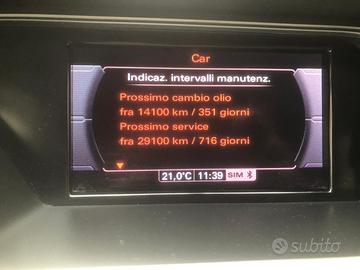 Car
Indicaz. intervalli manutenz.
Prossimo cambio olio
fra 14100 km / 351 giorni
Prossimo service
fra 29100 km / 716 giorni
21,0°C 11:39 SIM
subito